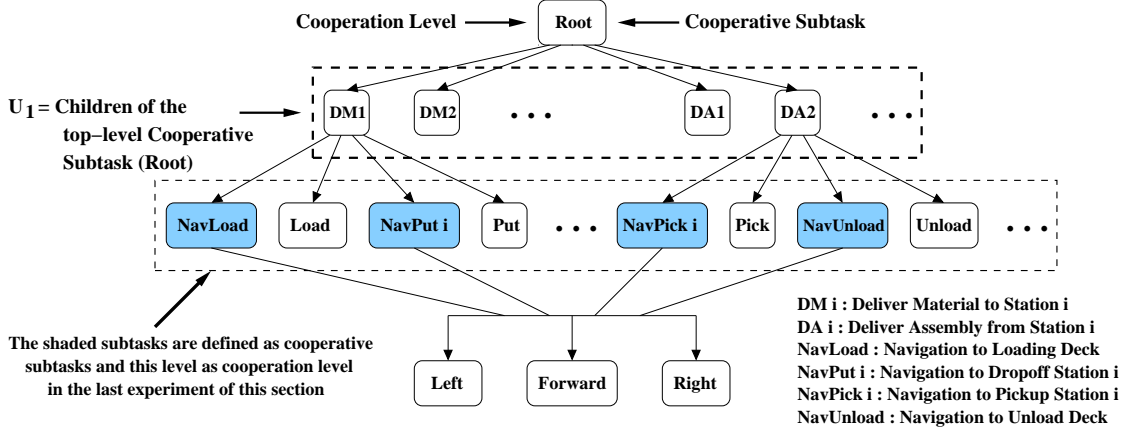 Cooperation Level
Root
Cooperative Subtask
U1 = Children of the
top–level Cooperative
Subtask (Root)
DM1
DM2
• • •
DA1
DA2
• • •
NavLoad
Load
NavPut i
Put
• • •
NavPick i
Pick
NavUnload
Unload
• • •
The shaded subtasks are defined as cooperative
subtasks and this level as cooperation level
in the last experiment of this section
Left
Forward
Right
DM i : Deliver Material to Station i
DA i : Deliver Assembly from Station i
NavLoad : Navigation to Loading Deck
NavPut i : Navigation to Dropoff Station i
NavPick i : Navigation to Pickup Station i
NavUnload : Navigation to Unload Deck